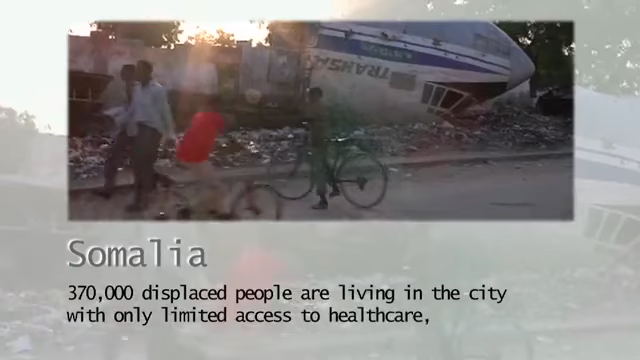 Somalia
370,000 displaced people are living in the city
with only limited access to healthcare,